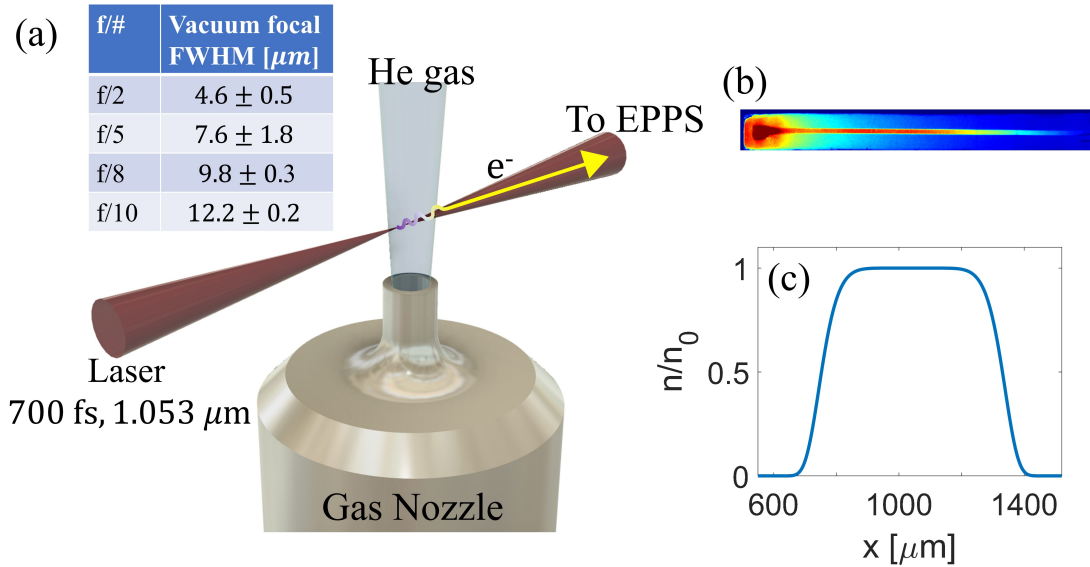 (a)
f/# Vacuum focal
FWHM [μm]
f/2 4.6 ± 0.5
f/5 7.6 ± 1.8
f/8 9.8 ± 0.3
f/10 12.2 ± 0.2
He gas
To EPPS
e⁻
Laser
700 fs, 1.053 μm
Gas Nozzle
(b)
(c)
1
0.5
0
n/n₀
600 1000 1400
x [μm]